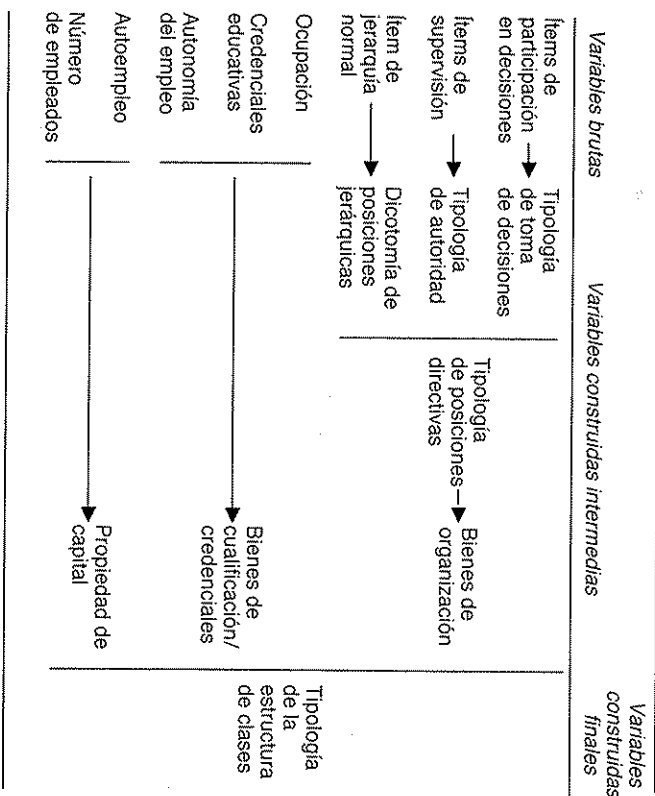 Variables brutas
Variables construidas intermedias
Variables
construidas
finales
Ítems de
participación
en decisiones
Tipología
de toma
de decisiones
Ítems de
supervisión
Tipología
de autoridad
Ítem de
jerarquía
normal
Dicotomía de
posiciones
jerárquicas
Tipología
de posiciones
directivas
Bienes de
organización
Ocupación
Credenciales
educativas
Autonomía
del empleo
Bienes de
cualificación/
credenciales
Autoempleo
Número
de empleados
Propiedad de
capital
Tipología
de la
estructura
de clases